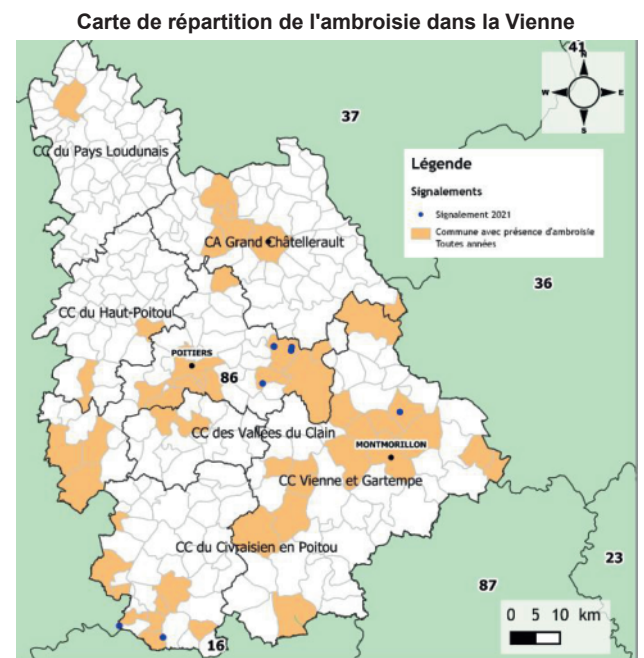 Carte de répartition de l'ambroisie dans la Vienne
41
N
W
E
S
37
CC du Pays Loudunais
Légende
Signalements
Signalement 2021
Commune avec présence d'ambroisie
Toutes années
CA Grand Châtellerault
36
CC du Haut-Poitou
POITIERS
86
CC des Vallées du Clain
MONTMORILLON
CC Vienne et Gartempe
CC du Civraisien en Poitou
23
87
0 5 10 km
16